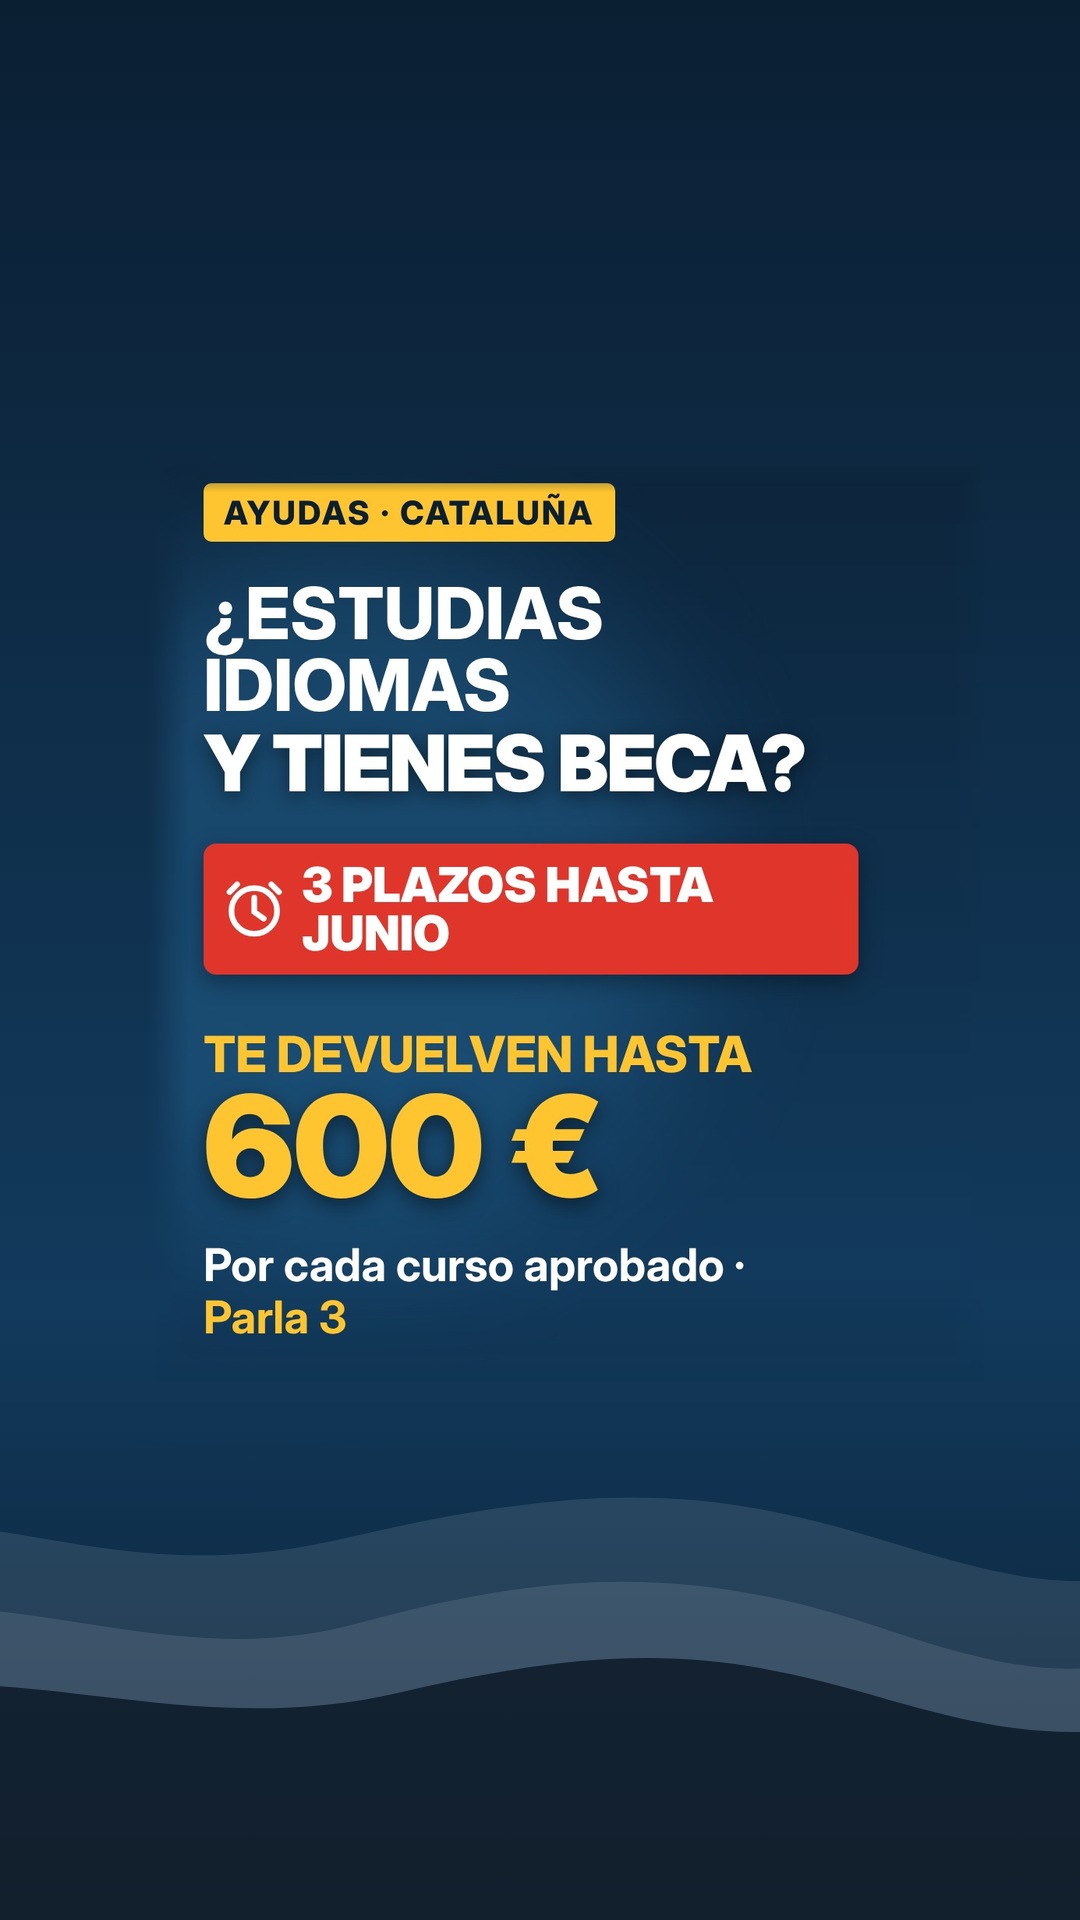 AYUDAS · CATALUÑA
¿ESTUDIAS
IDIOMAS
Y TIENES BECA?
3 PLAZOS HASTA
JUNIO
TE DEVUELVEN HASTA
600 €
Por cada curso aprobado ·
Parla 3